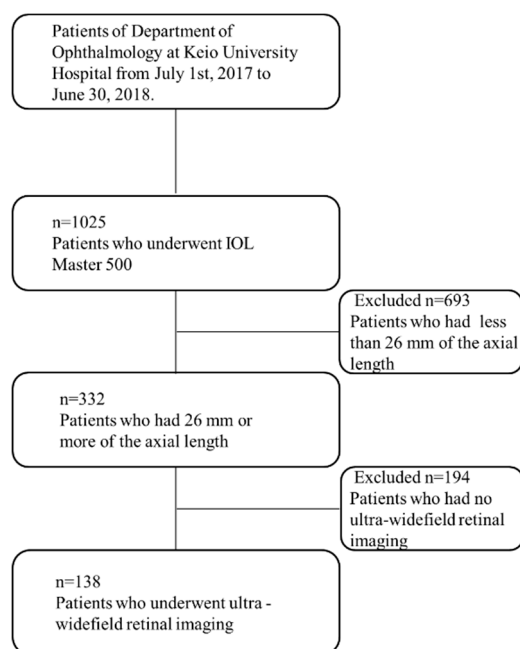 Patients of Department of
Ophthalmology at Keio University
Hospital from July 1st, 2017 to
June 30, 2018.
n=1025
Patients who underwent IOL
Master 500
Excluded n=693
Patients who had less
than 26 mm of the axial
length
n=332
Patients who had 26 mm or
more of the axial length
Excluded n=194
Patients who had no
ultra-widefield retinal
imaging
n=138
Patients who underwent ultra -
widefield retinal imaging